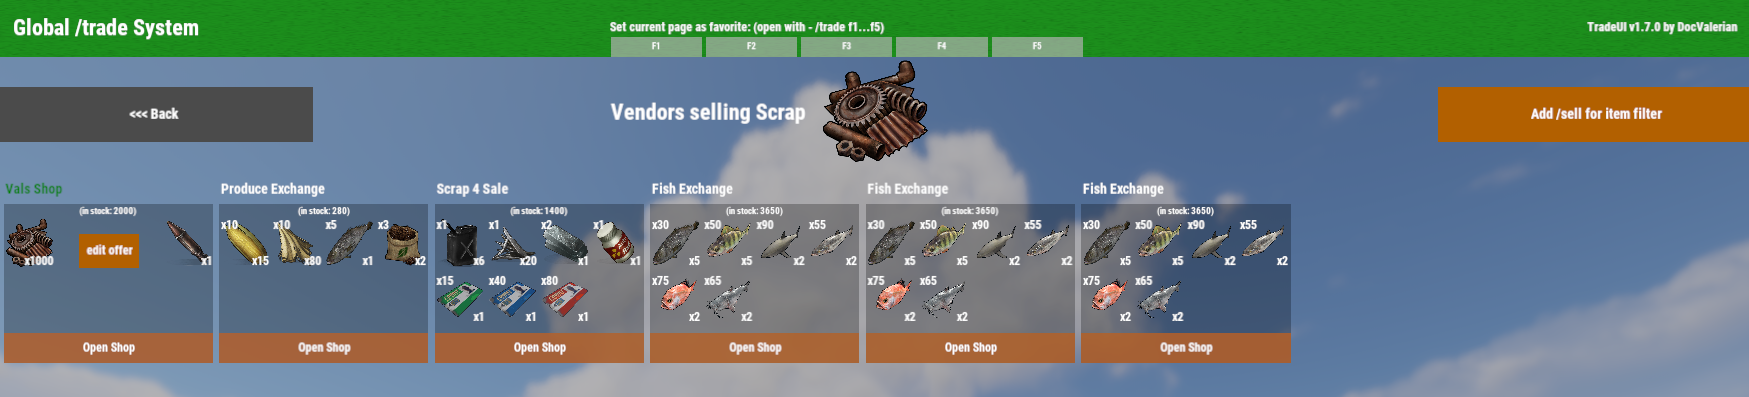 Global /trade System
Set current page as favorite: (open with - /trade f1...f5)
F1 F2 F3 F4 F5
TradeUI v1.7.0 by DocValerian
<<< Back
Vendors selling Scrap
Add /sell for item filter
Vals Shop
(in stock: 2000)
x1000
edit offer
x1
Open Shop
Produce Exchange
(in stock: 280)
x10 x10 x5 x3
x15 x80 x1 x2
Open Shop
Scrap 4 Sale
(in stock: 1400)
x1 x1 x2 x1
x6 x20 x1 x1
x15 x40 x80
x1 x1 x1
Open Shop
Fish Exchange
(in stock: 3650)
x30 x50 x90 x55
x5 x5 x2 x2
x75 x65
x2 x2
Open Shop
Fish Exchange
(in stock: 3650)
x30 x50 x90 x55
x5 x5 x2 x2
x75 x65
x2 x2
Open Shop
Fish Exchange
(in stock: 3650)
x30 x50 x90 x55
x5 x5 x2 x2
x75 x65
x2 x2
Open Shop